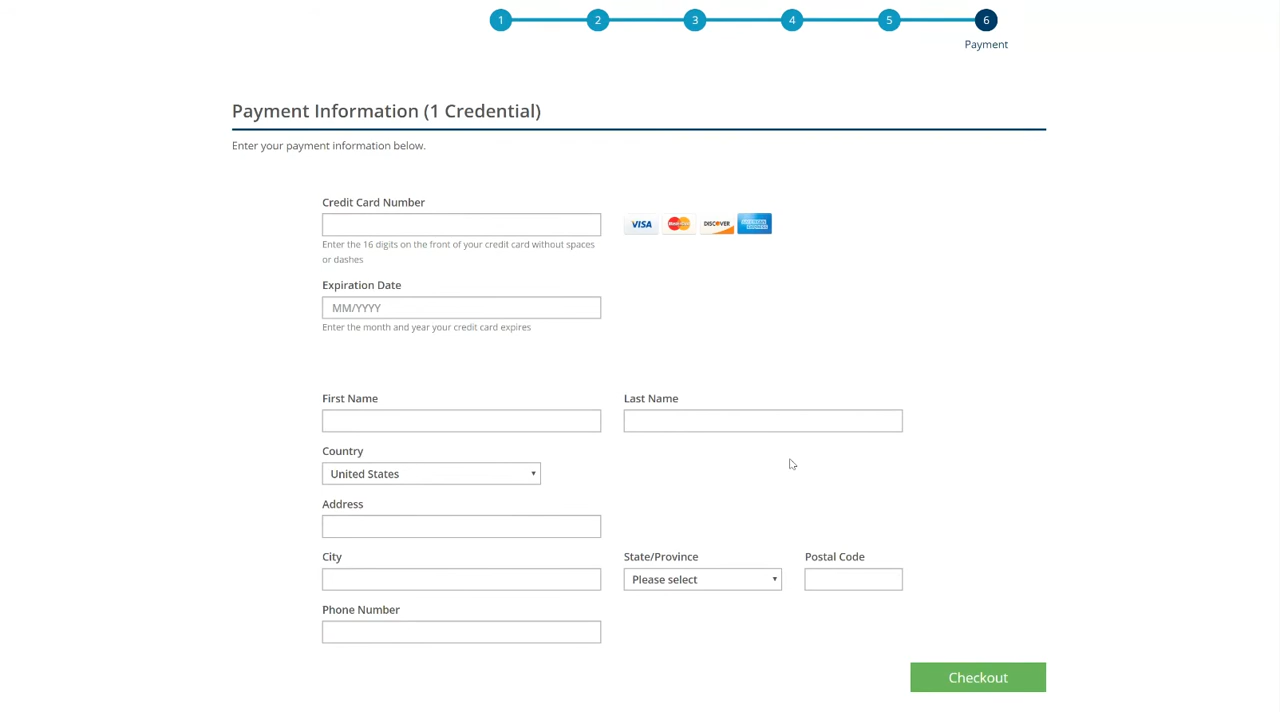 1 2 3 4 5 6
Payment
Payment Information (1 Credential)
Enter your payment information below.
Credit Card Number
VISA MasterCard DISCOVER AMERICAN EXPRESS
Enter the 16 digits on the front of your credit card without spaces
or dashes
Expiration Date
MM/YYYY
Enter the month and year your credit card expires
First Name Last Name
Country
United States
Address
City State/Province Postal Code
Please select
Phone Number
Checkout